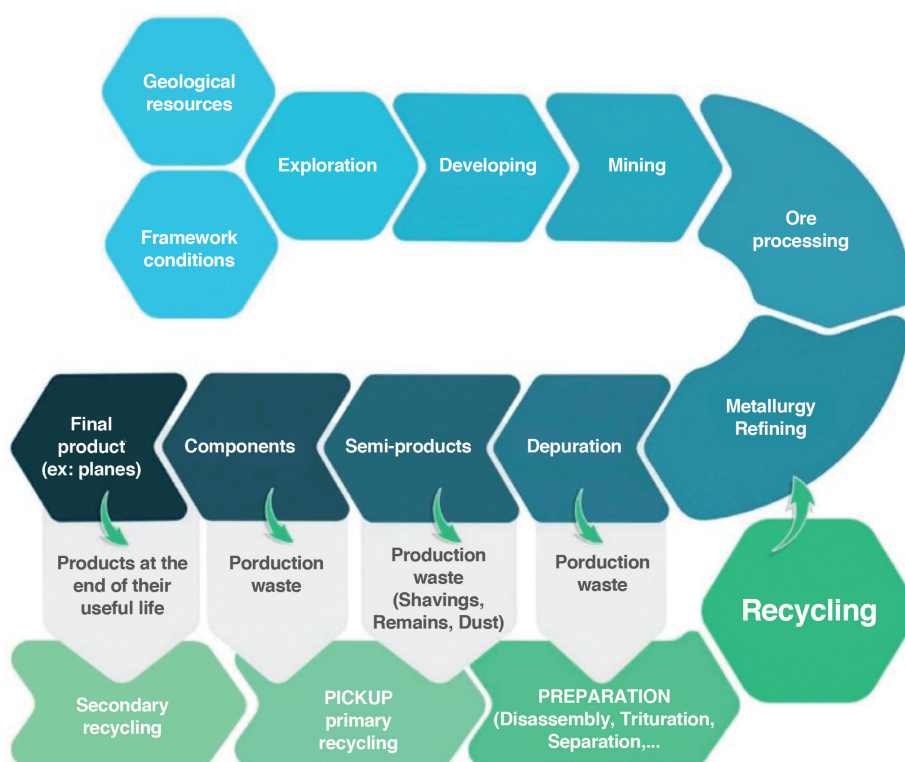 Geological
resources
Exploration
Developing
Mining
Framework
conditions
Ore
processing
Metallurgy
Refining
Depuration
Semi-products
Components
Final
product
(ex: planes)
Products at the
end of their
useful life
Porduction
waste
Production
waste
(Shavings,
Remains, Dust)
Porduction
waste
Recycling
Secondary
recycling
PICKUP
primary
recycling
PREPARATION
(Disassembly, Trituration,
Separation,...